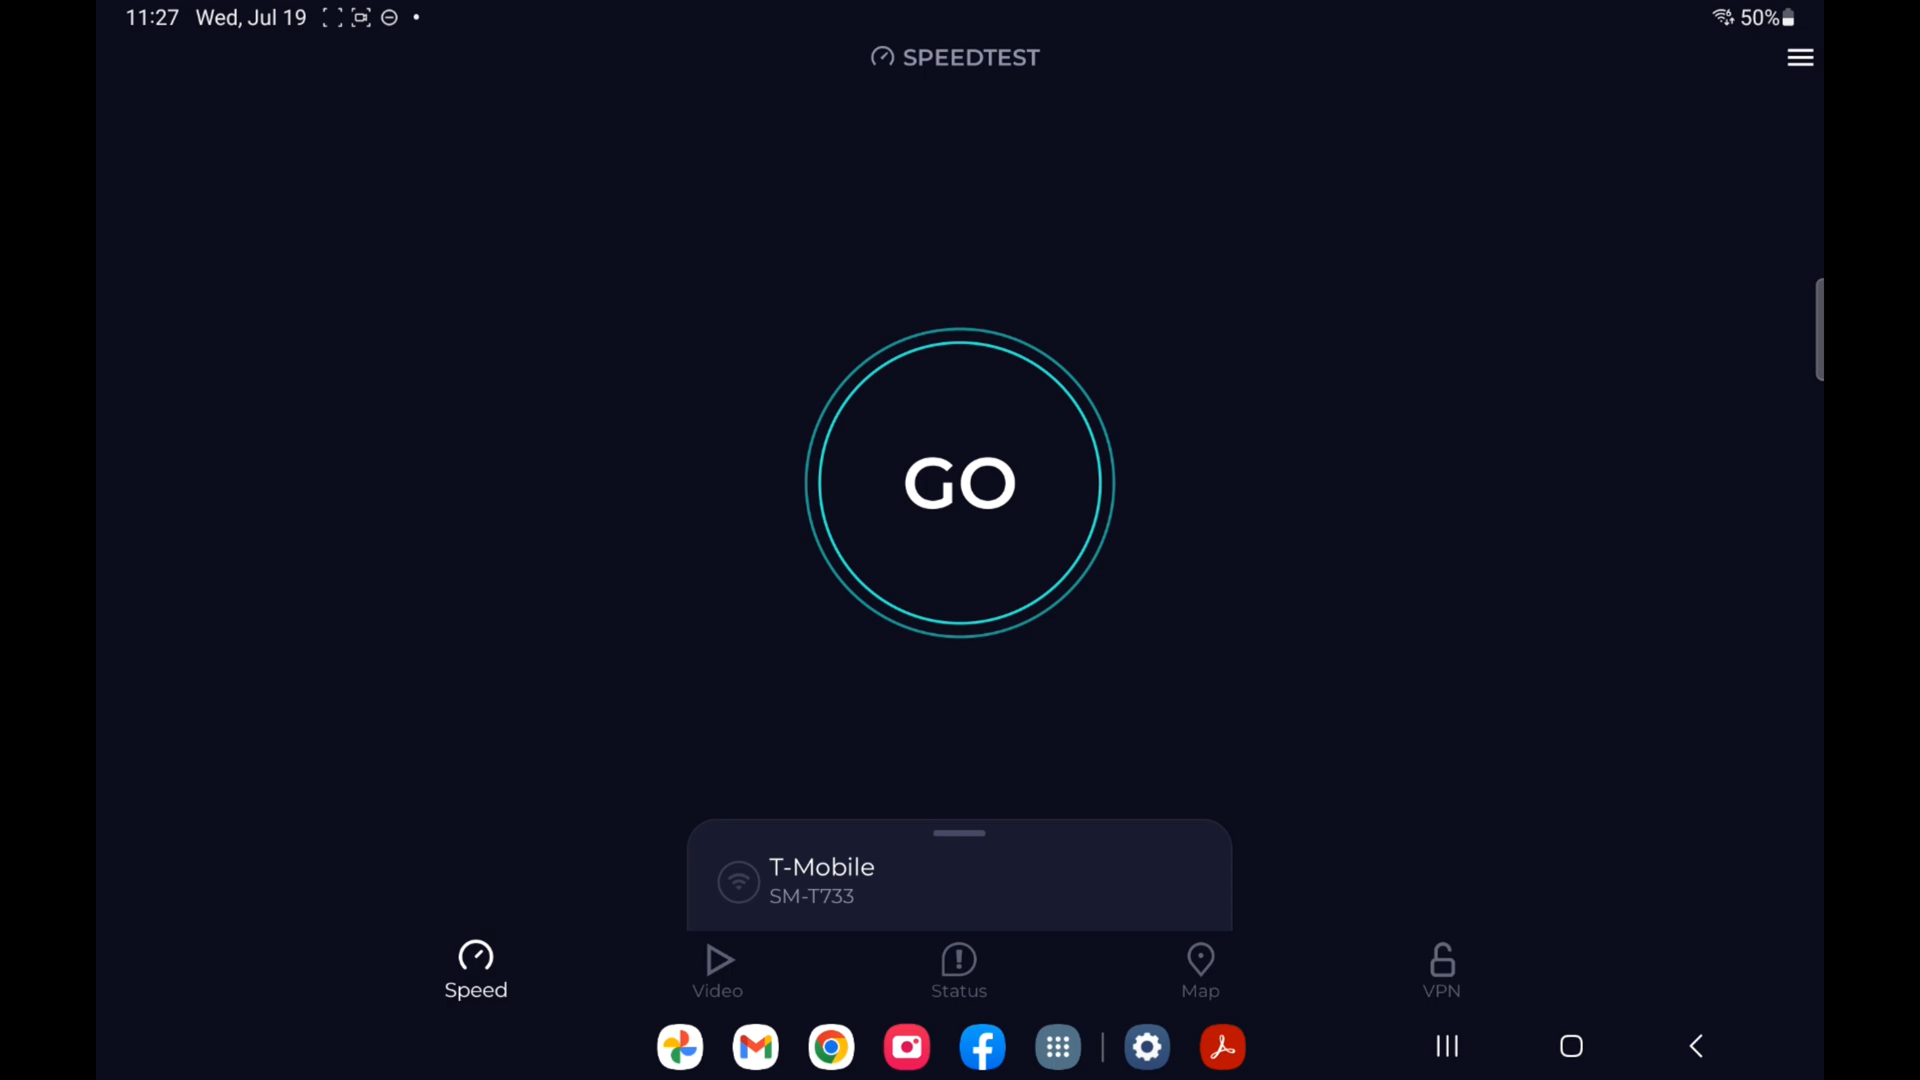 11:27 Wed, Jul 19
50%
SPEEDTEST
GO
T-Mobile
SM-T733
Speed
Video
Status
Map
VPN